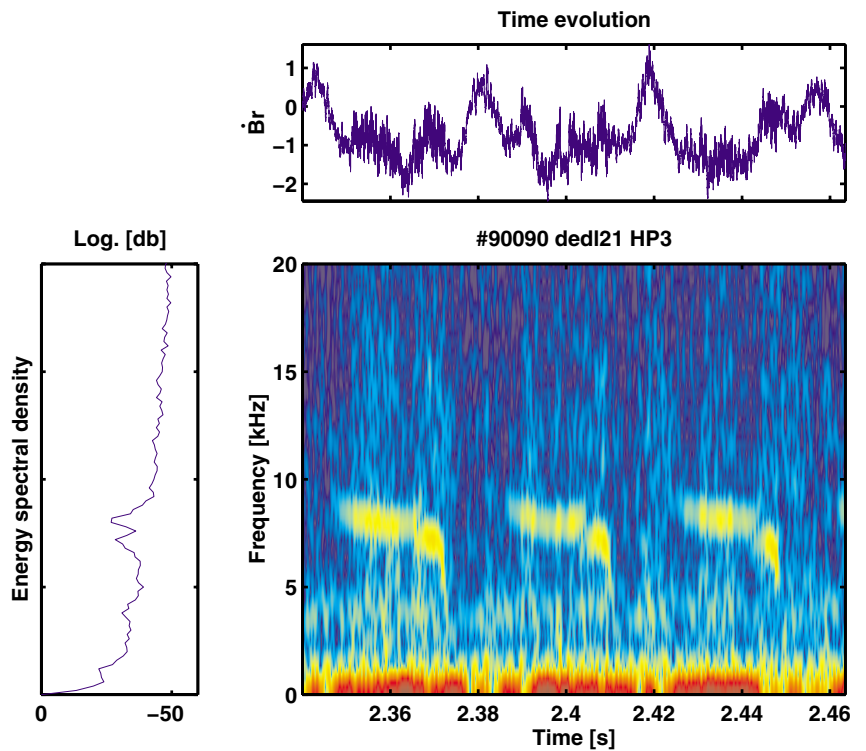 Time evolution
1
0
−1
−2
Ḃr
Log. [db]
Energy spectral density
0
−50
#90090 dedl21 HP3
20
15
10
5
0
Frequency [kHz]
2.36
2.38
2.4
2.42
2.44
2.46
Time [s]